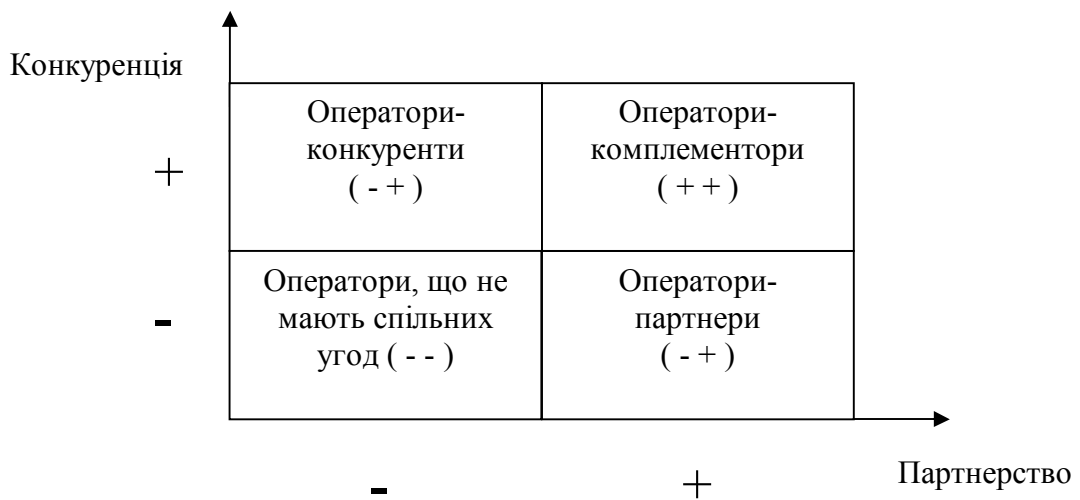 Конкуренція
+
-
Оператори-
конкуренти
( - + )
Оператори-
комплементори
( + + )
Оператори, що не
мають спільних
угод ( - - )
Оператори-
партнери
( - + )
-
+
Партнерство